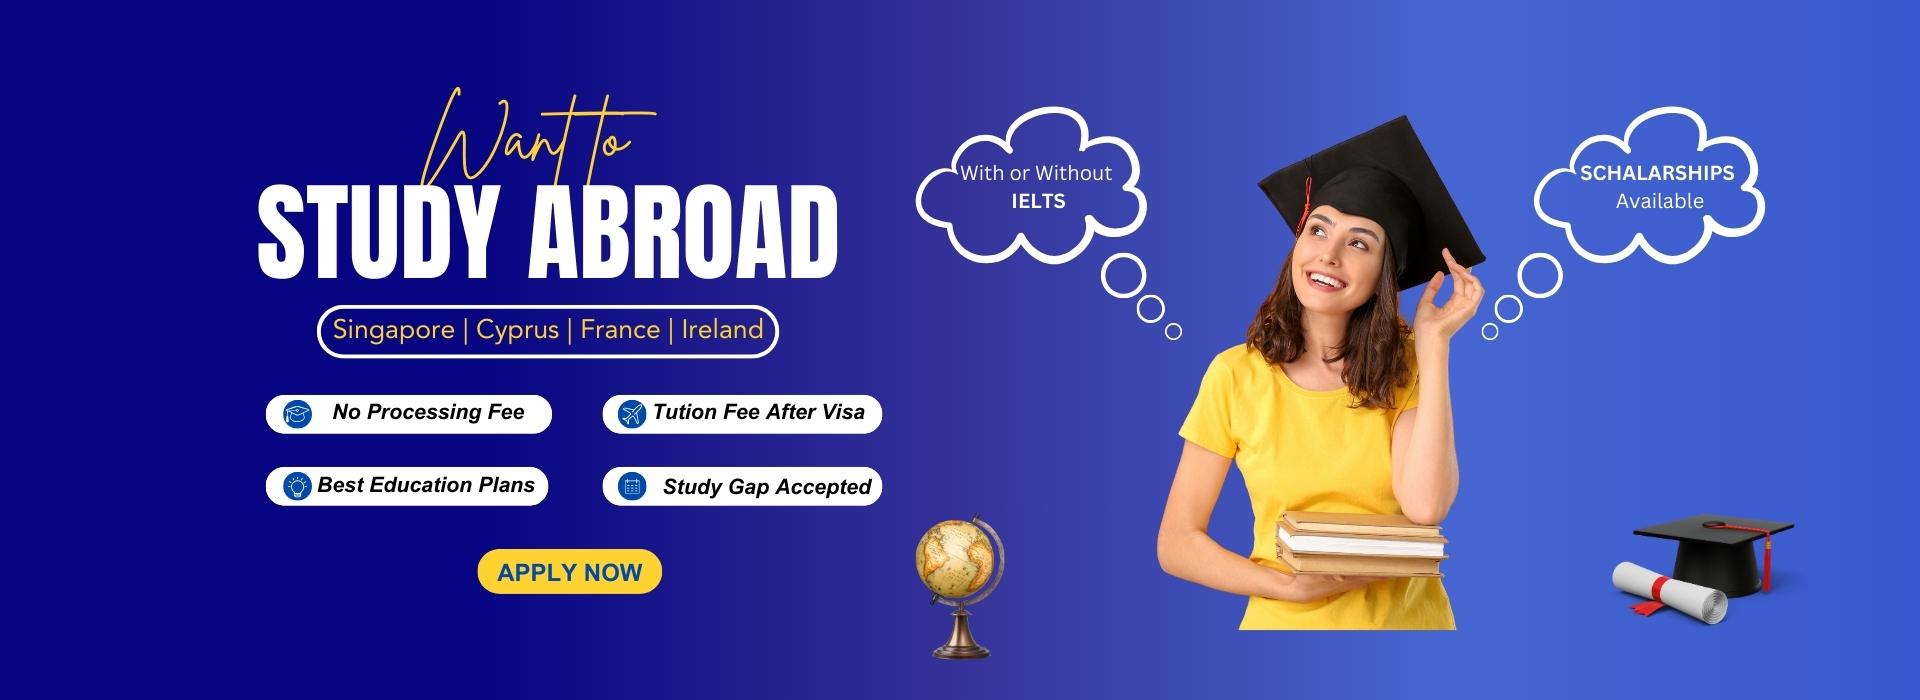 Want to
STUDY ABROAD
Singapore | Cyprus | France | Ireland
No Processing Fee
Tution Fee After Visa
Best Education Plans
Study Gap Accepted
APPLY NOW
With or Without
IELTS
SCHALARSHIPS
Available